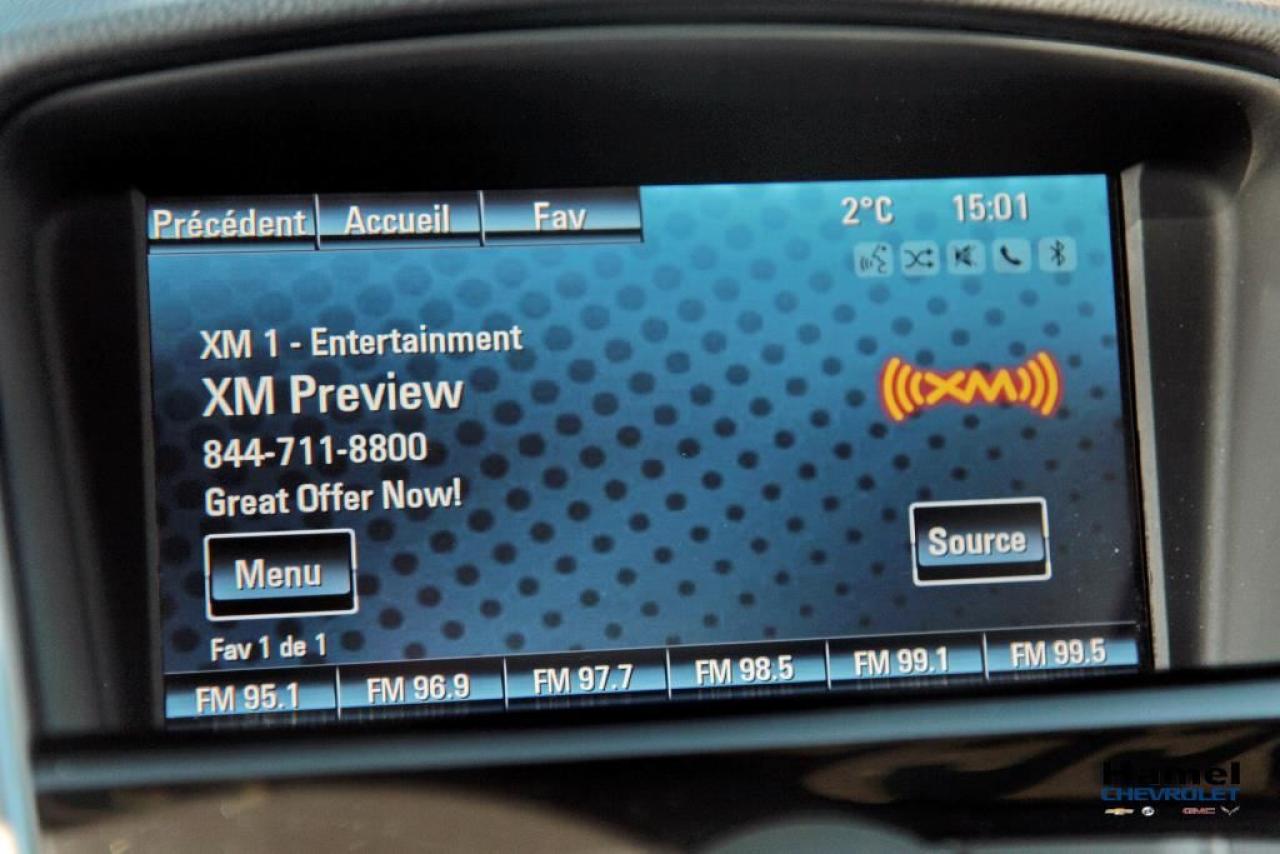 Précédent Accueil Fav 2°C 15:01
XM 1 - Entertainment
XM Preview
844-711-8800
Great Offer Now!
XM
Source
Menu
Fav 1 de 1
FM 95.1 FM 96.9 FM 97.7 FM 98.5 FM 99.1 FM 99.5
Hamel
CHEVROLET
GMC